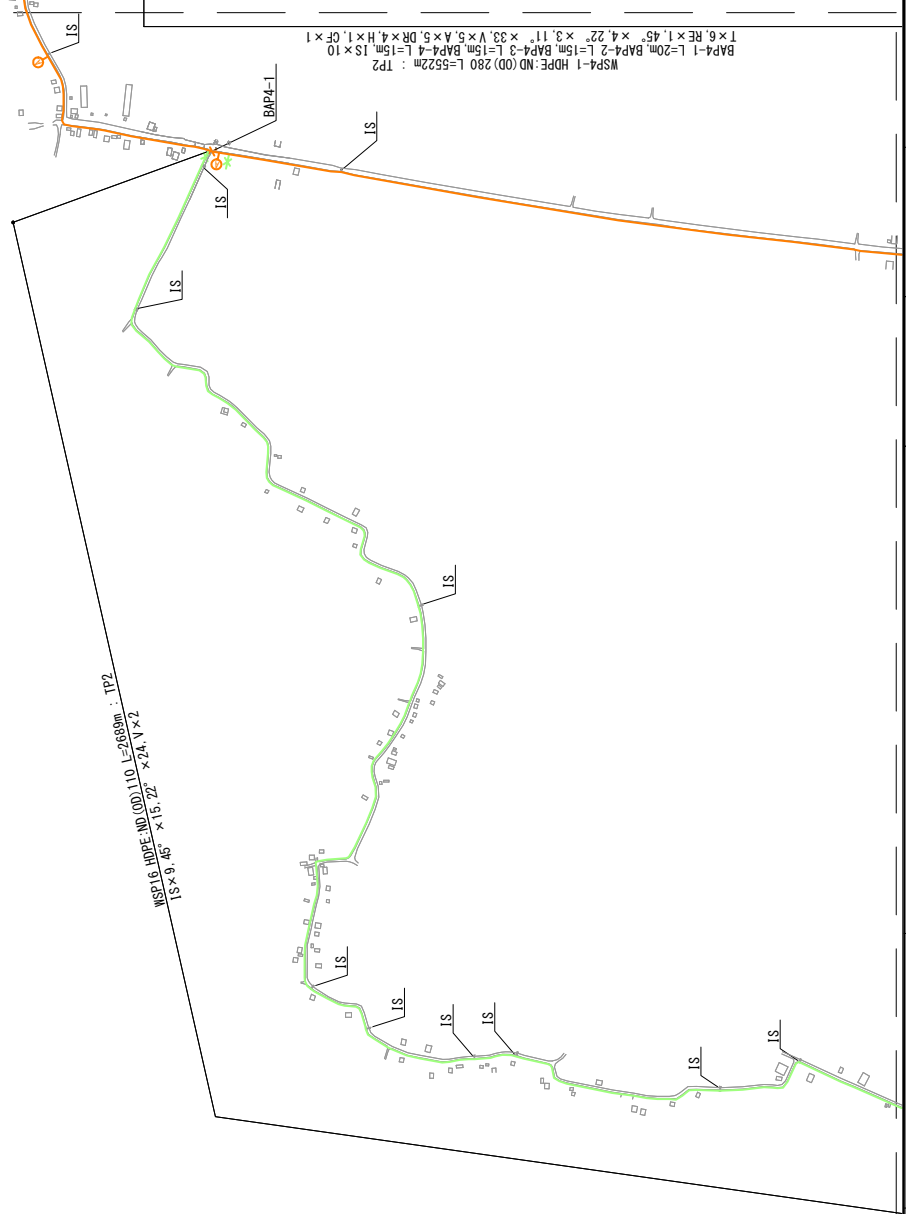 WSP4-1 HDPE:ND(OD) 280 L=5522m : TP2
BAP4-1 L=20m, BAP4-2 L=15m, BAP4-3 L=15m, BAP4-4 L=15m, IS×10
T×6, RE×1, 45° ×4, 22° ×3, 11° ×33, V×5, A×5, DR×4, H×1, CF×1
IS
BAP4-1
IS
IS
IS
IS
WSP16 HDPE:ND(OD)110 L=2689m : TP2
IS×9, 45° ×15, 22° ×24, V×2
IS
IS
IS
IS
IS
IS